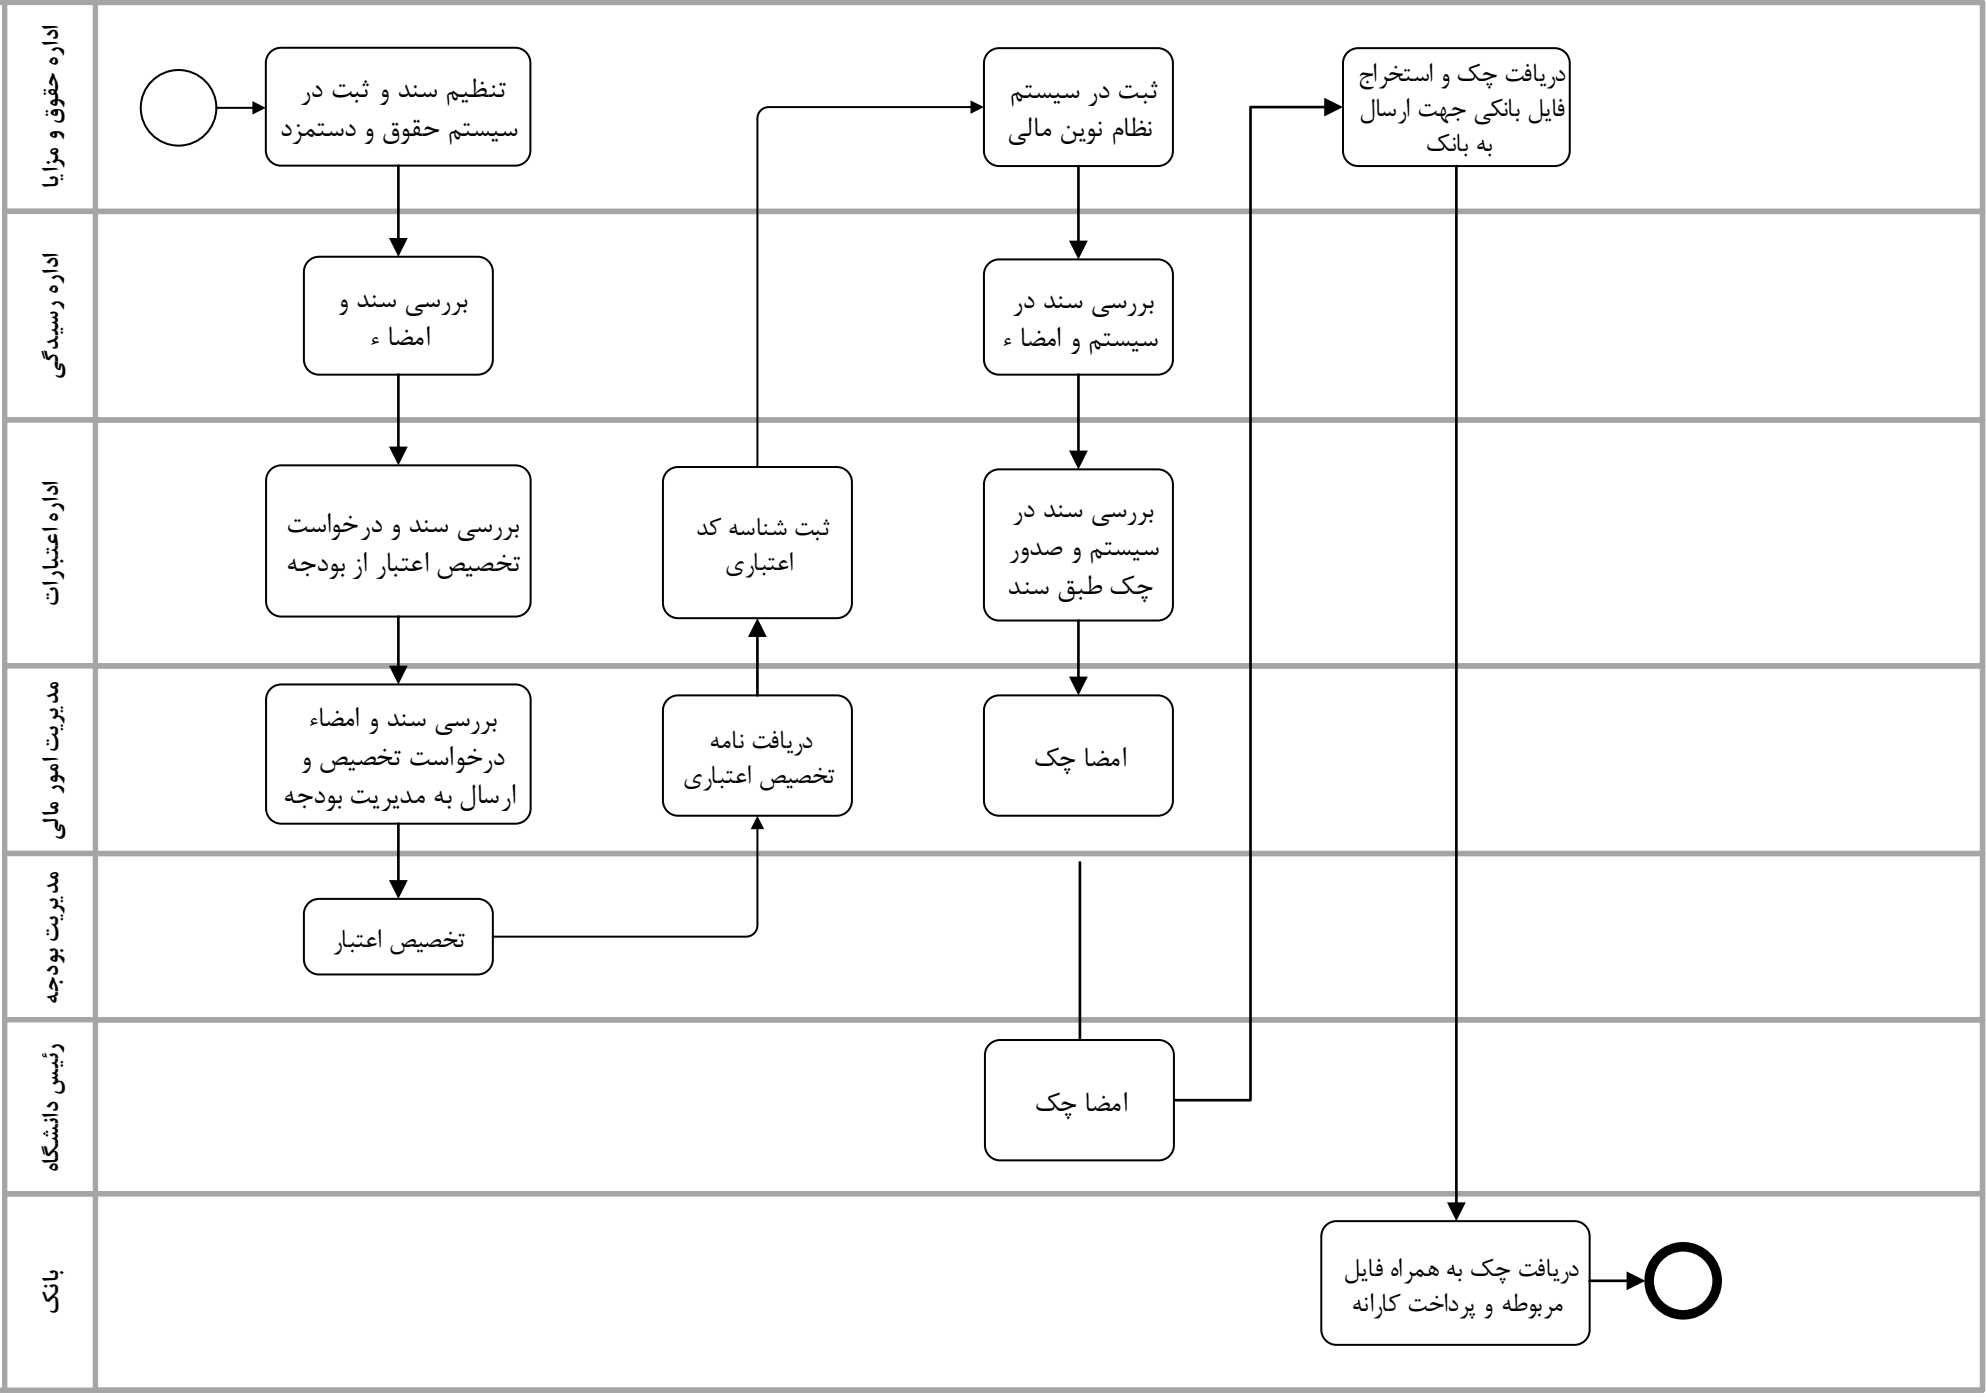 اداره حقوق و مزایا
تنظیم سند و ثبت در
سیستم حقوق و دستمزد
ثبت در سیستم
نظام نوین مالی
دریافت چک و استخراج
فایل بانکی جهت ارسال
به بانک
اداره رسیدگی
بررسی سند و
امضا ء
بررسی سند در
سیستم و امضا ء
اداره اعتبارات
بررسی سند و درخواست
تخصیص اعتبار از بودجه
ثبت شناسه کد
اعتباری
بررسی سند در
سیستم و صدور
چک طبق سند
مدیریت امور مالی
بررسی سند و امضاء
درخواست تخصیص و
ارسال به مدیریت بودجه
دریافت نامه
تخصیص اعتباری
امضا چک
مدیریت بودجه
تخصیص اعتبار
رئیس دانشگاه
امضا چک
بانک
دریافت چک به همراه فایل
مربوطه و پرداخت کارانه